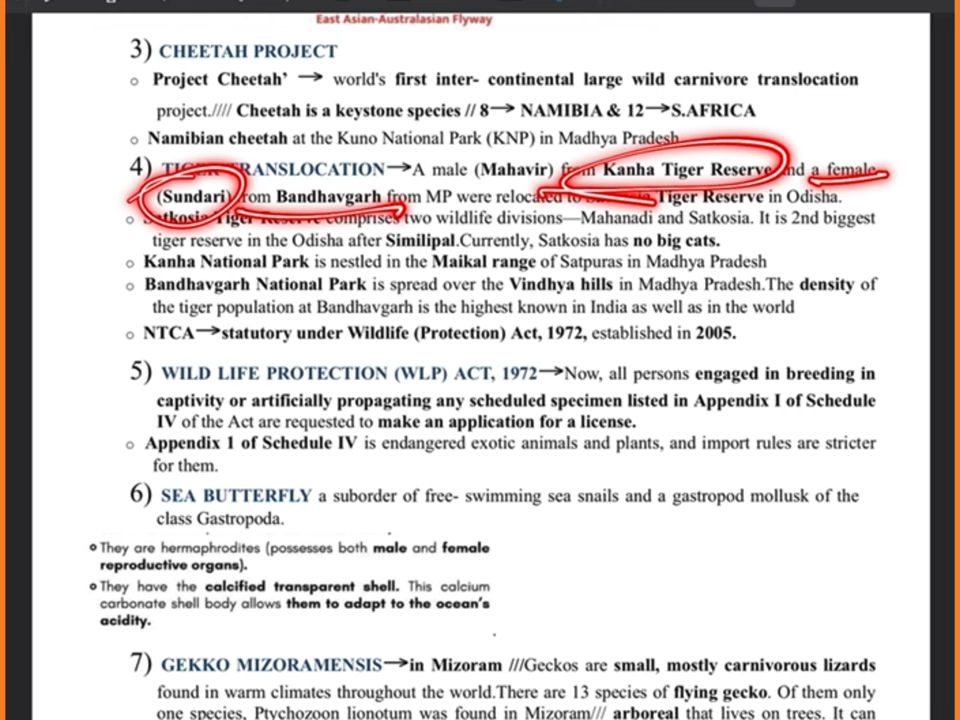 East Asian-Australasian Flyway
3) CHEETAH PROJECT
o Project Cheetah' → world's first inter- continental large wild carnivore translocation
project.//// Cheetah is a keystone species // 8→ NAMIBIA & 12→S.AFRICA
o Namibian cheetah at the Kuno National Park (KNP) in Madhya Pradesh
4) TIGER TRANSLOCATION→A male (Mahavir) from Kanha Tiger Reserve and a female
(Sundari) from Bandhavgarh from MP were relocated to Tiger Reserve in Odisha.
o Satkosia Tiger Reserve comprises two wildlife divisions—Mahanadi and Satkosia. It is 2nd biggest
tiger reserve in the Odisha after Similipal.Currently, Satkosia has no big cats.
o Kanha National Park is nestled in the Maikal range of Satpuras in Madhya Pradesh
o Bandhavgarh National Park is spread over the Vindhya hills in Madhya Pradesh.The density of
the tiger population at Bandhavgarh is the highest known in India as well as in the world
o NTCA→statutory under Wildlife (Protection) Act, 1972, established in 2005.
5) WILD LIFE PROTECTION (WLP) ACT, 1972→Now, all persons engaged in breeding in
captivity or artificially propagating any scheduled specimen listed in Appendix I of Schedule
IV of the Act are requested to make an application for a license.
o Appendix 1 of Schedule IV is endangered exotic animals and plants, and import rules are stricter
for them.
6) SEA BUTTERFLY a suborder of free- swimming sea snails and a gastropod mollusk of the
class Gastropoda.
o They are hermaphrodites (possesses both male and female
reproductive organs).
o They have the calcified transparent shell. This calcium
carbonate shell body allows them to adapt to the ocean's
acidity.
7) GEKKO MIZORAMENSIS→in Mizoram ///Geckos are small, mostly carnivorous lizards
found in warm climates throughout the world.There are 13 species of flying gecko. Of them only
one species, Ptychozoon lionotum was found in Mizoram/// arboreal that lives on trees. It can